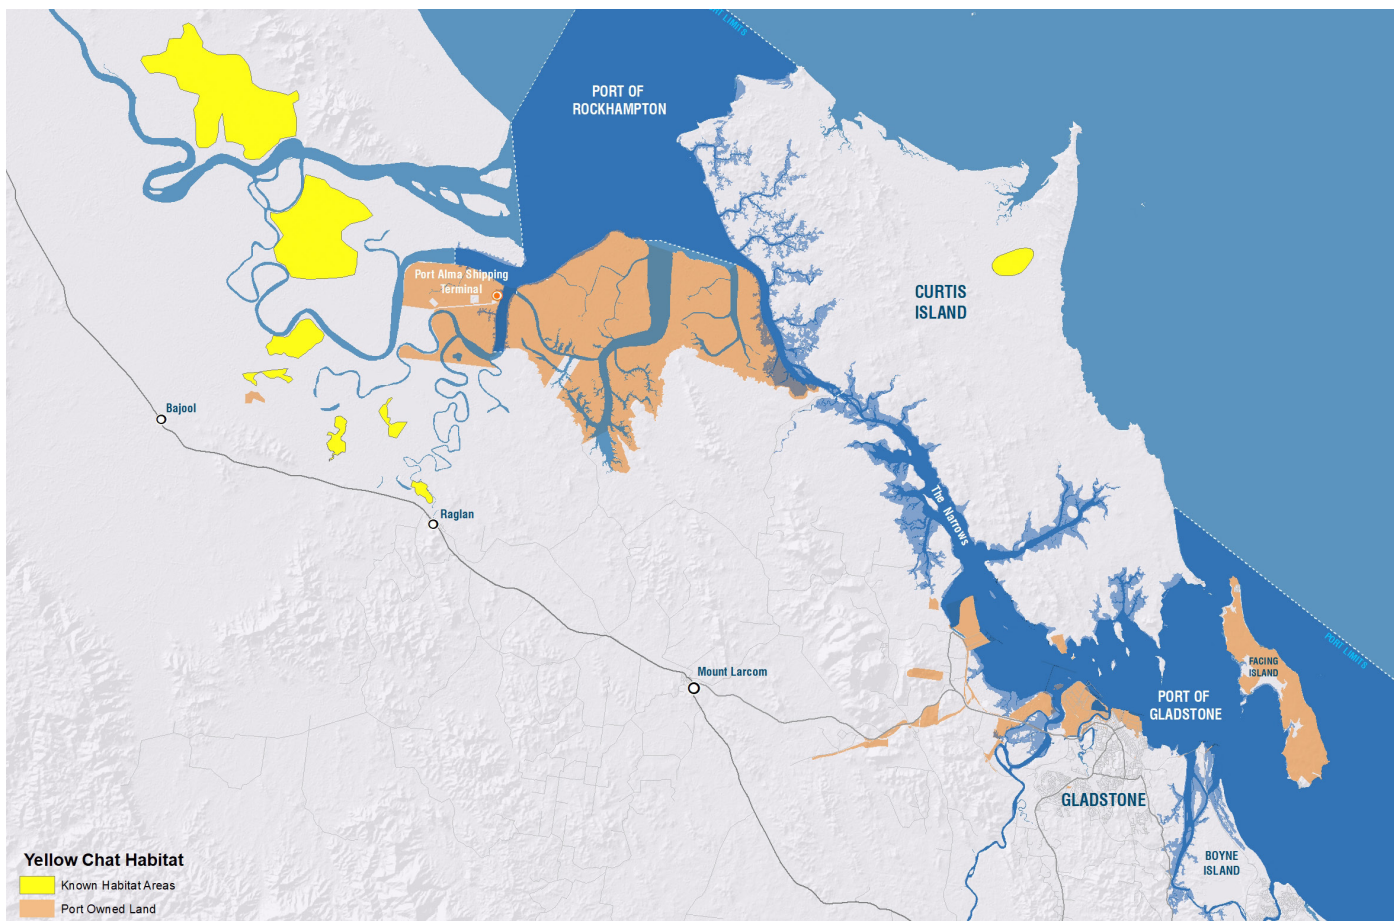 PORT LIMITS
PORT OF
ROCKHAMPTON
Port Alma Shipping
Terminal
CURTIS
ISLAND
Bajool
The Narrows
Raglan
PORT LIMITS
FACING
ISLAND
Mount Larcom
PORT OF
GLADSTONE
GLADSTONE
BOYNE
ISLAND
Yellow Chat Habitat
Known Habitat Areas
Port Owned Land